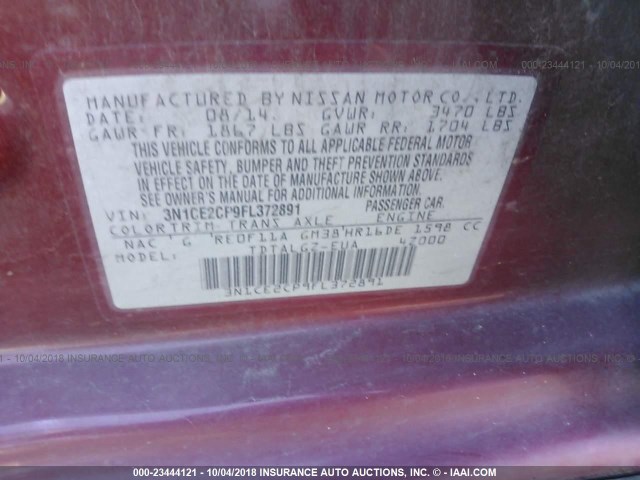 MANUFACTURED BY NISSAN MOTOR CO., LTD.
DATE: 08/14 GVWR: 3470 LBS
GAWR FR: 1867 LBS GAWR RR: 1704 LBS
THIS VEHICLE CONFORMS TO ALL APPLICABLE FEDERAL MOTOR
VEHICLE SAFETY, BUMPER AND THEFT PREVENTION STANDARDS
IN EFFECT ON THE DATE OF MANUFACTURE SHOWN ABOVE.
SEE OWNER'S MANUAL FOR ADDITIONAL INFORMATION.
VIN: 3N1CE2CP9FL372891 PASSENGER CAR.
COLOR TRIM TRANS AXLE ENGINE
NAC G RE0F11A GM38 HR16DE 1598 CC
MODEL: TDTALGZ-EUA 42000
3N1CE2CP9FL372891
000-23444121 - 10/04/2018 INSURANCE AUTO AUCTIONS, INC. - © - IAAI.COM